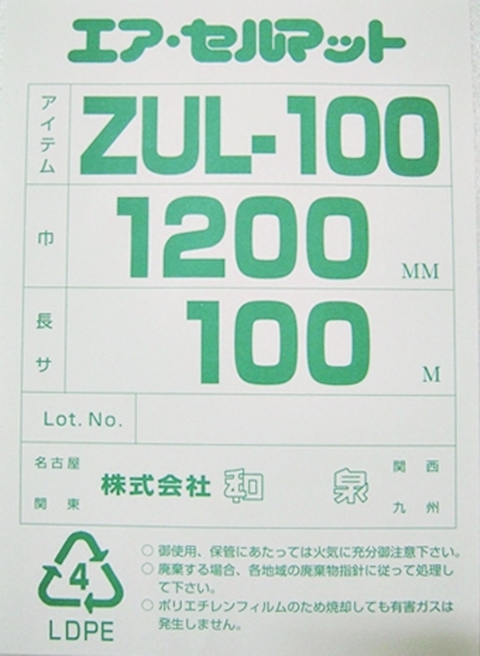 エア・セルマット
アイテム ZUL-100
巾 1200 MM
長サ 100 M
Lot. No.
名古屋 関西
株式会社 和泉
関東 九州
4
LDPE
○ 御使用、保管にあたっては火気に充分御注意下さい。
○ 廃棄する場合、各地域の廃棄物指針に従って処理し
て下さい。
○ ポリエチレンフィルムのため焼却しても有害ガスは
発生しません。